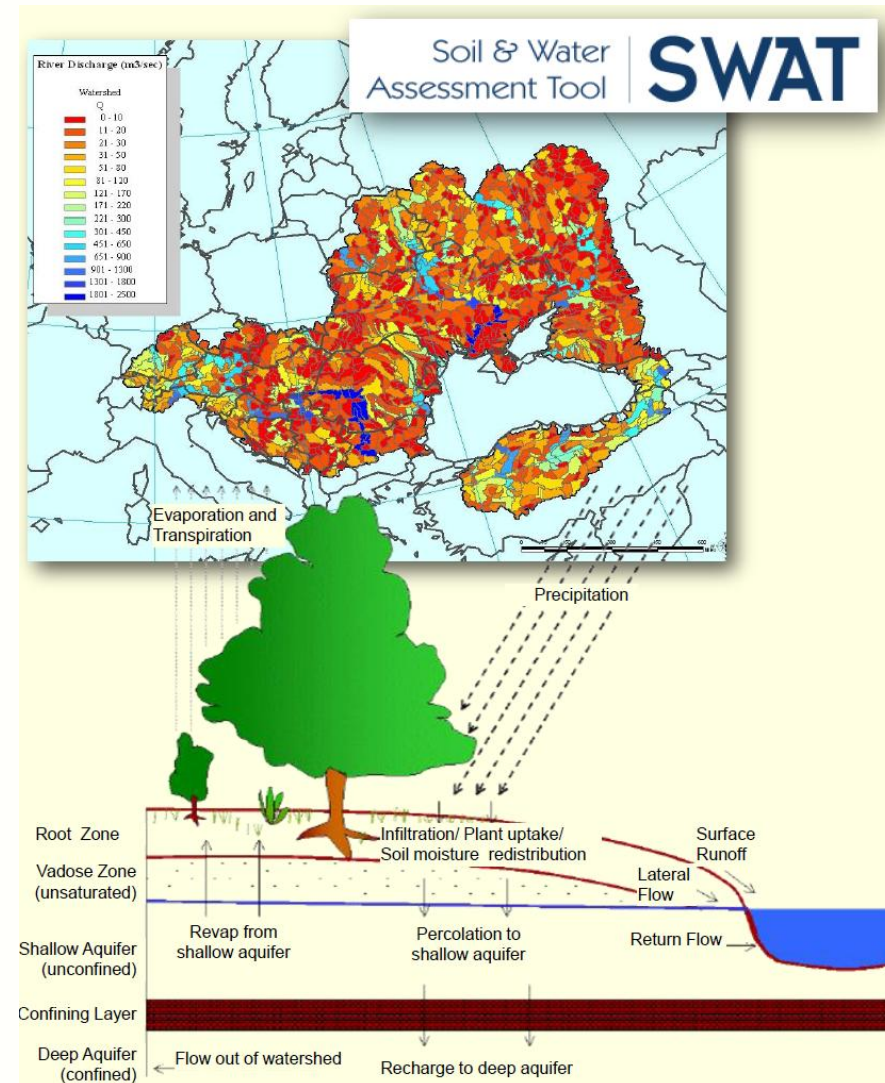 Soil & Water
Assessment Tool
SWAT
River Discharge (m3/sec)
Watershed
Q
0 - 10
11 - 20
21 - 30
31 - 50
51 - 80
81 - 120
121 - 170
171 - 220
221 - 300
301 - 450
451 - 650
651 - 900
901 - 1300
1301 - 1800
1801 - 2500
Evaporation and
Transpiration
Precipitation
Root Zone
Infiltration/ Plant uptake/
Soil moisture redistribution
Surface
Runoff
Vadose Zone
(unsaturated)
Lateral
Flow
Revap from
shallow aquifer
Percolation to
shallow aquifer
Return Flow
Shallow Aquifer
(unconfined)
Confining Layer
Deep Aquifer
(confined)
Flow out of watershed
Recharge to deep aquifer